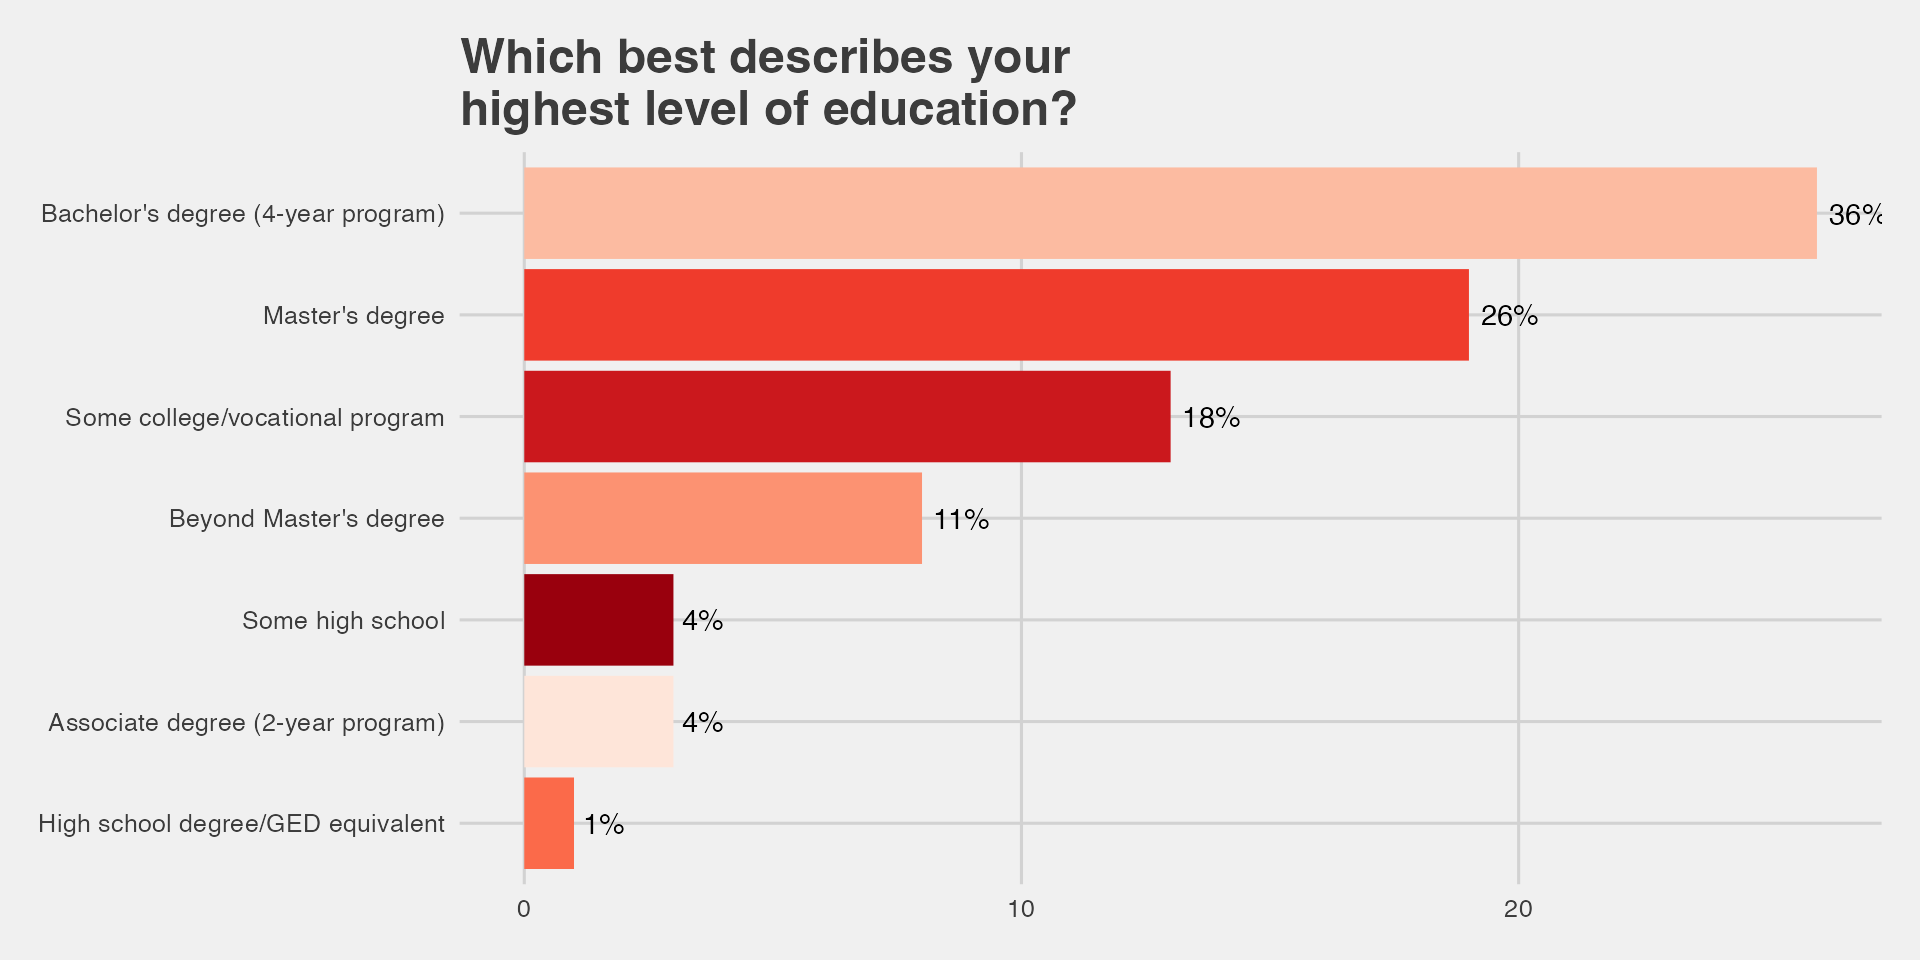 Which best describes your
highest level of education?
Bachelor's degree (4-year program)
36%
Master's degree
26%
Some college/vocational program
18%
Beyond Master's degree
11%
Some high school
4%
Associate degree (2-year program)
4%
High school degree/GED equivalent
1%
0
10
20